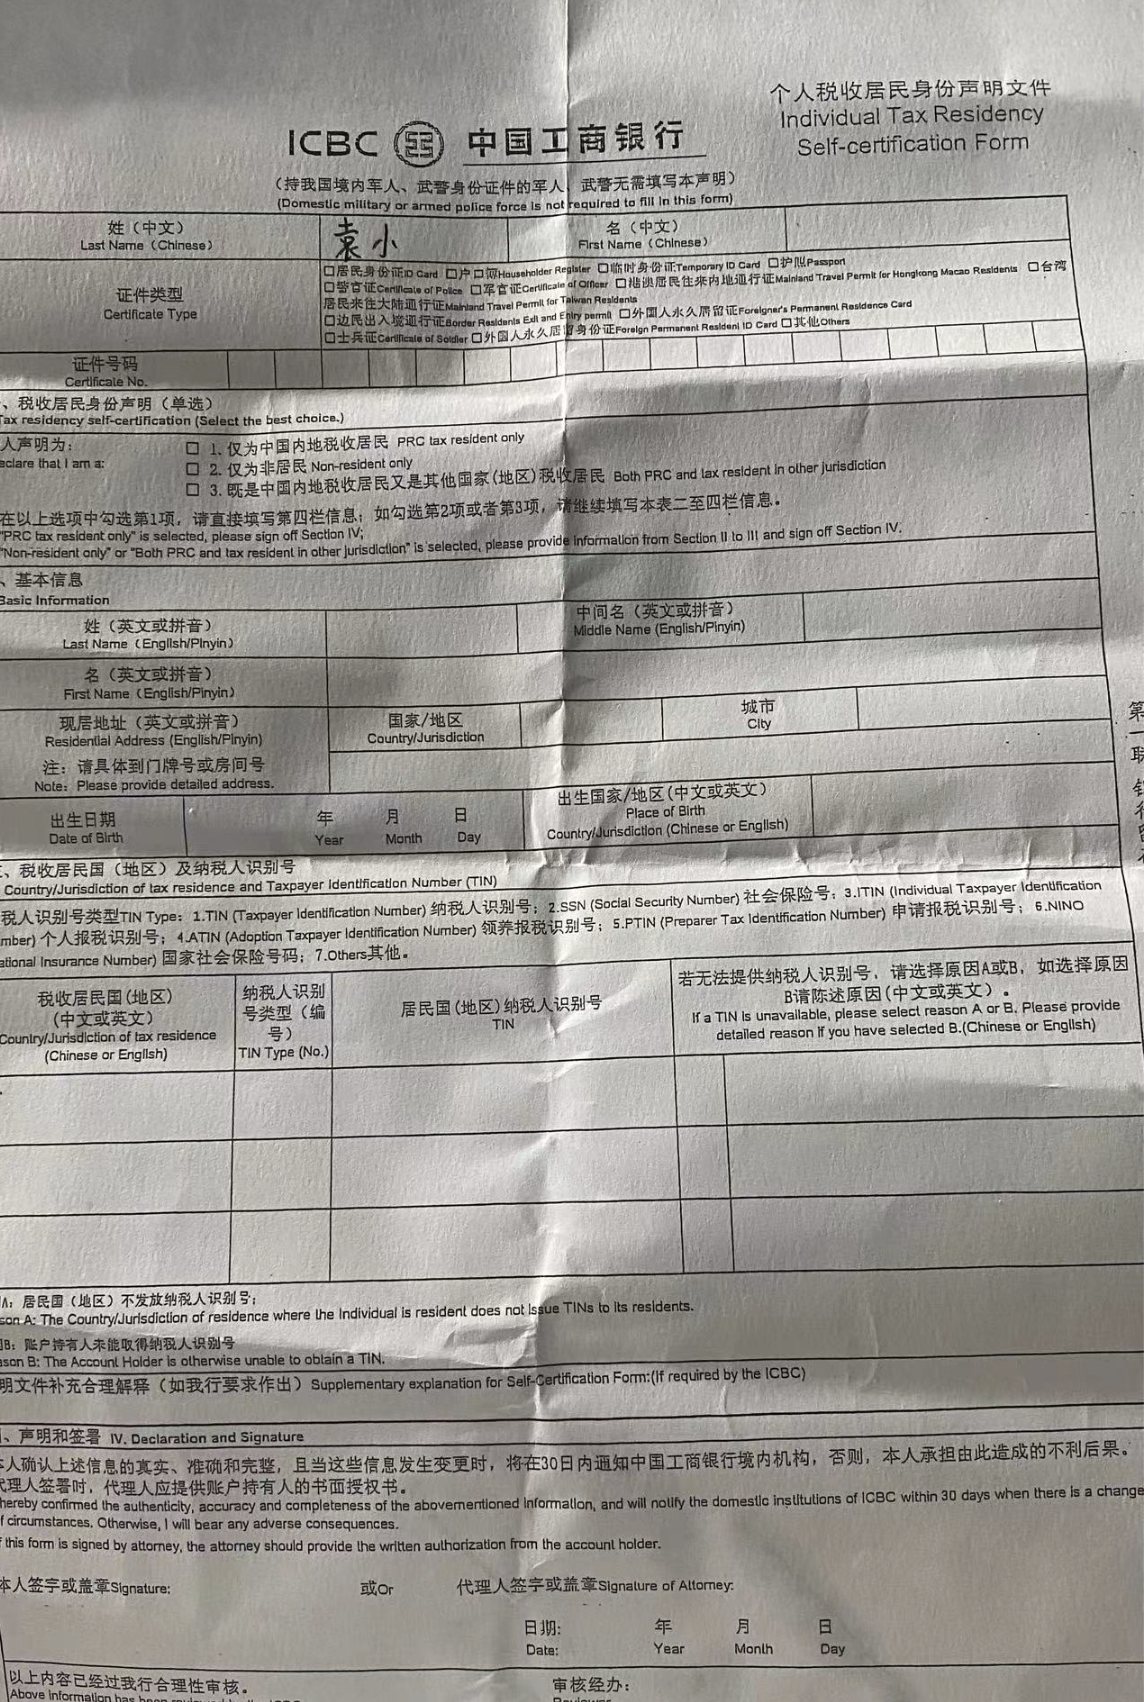 个人税收居民身份声明文件
Individual Tax Residency
Self-certification Form
ICBC 中国工商银行
（持我国境内军人、武警身份证件的军人、武警无需填写本声明）
(Domestic military or armed police force is not required to fill in this form)
姓（中文）
Last Name（Chinese）
袁小
名（中文）
First Name（Chinese）
证件类型
Certificate Type
□居民身份证ID Card □户口簿Householder Register □临时身份证Temporary ID Card □护照Passport
□警官证Certificate of Police □军官证Certificate of Officer □港澳居民往来内地通行证Mainland Travel Permit for Hongkong Macao Residents □台湾
居民来往大陆通行证Mainland Travel Permit for Taiwan Residents
□边民出入境通行证Border Residents Exit and Entry permit □外国人永久居留证Foreigner's Permanent Residence Card
□士兵证Certificate of Soldier □外国人永久居留身份证Foreign Permanent Resident ID Card □其他Others
证件号码
Certificate No.
、税收居民身份声明（单选）
Tax residency self-certification (Select the best choice.)
人声明为：
eclare that I am a:
□ 1. 仅为中国内地税收居民 PRC tax resident only
□ 2. 仅为非居民 Non-resident only
□ 3. 既是中国内地税收居民又是其他国家（地区）税收居民 Both PRC and tax resident in other jurisdiction
在以上选项中勾选第1项，请直接填写第四栏信息；如勾选第2项或者第3项，请继续填写本表二至四栏信息。
"PRC tax resident only" is selected, please sign off Section IV;
"Non-resident only" or "Both PRC and tax resident in other jurisdiction" is selected, please provide information from Section II to III and sign off Section IV.
、基本信息
Basic Information
姓（英文或拼音）
Last Name（English/Pinyin）
中间名（英文或拼音）
Middle Name (English/Pinyin)
名（英文或拼音）
First Name（English/Pinyin）
现居地址（英文或拼音）
Residential Address (English/Pinyin)
注：请具体到门牌号或房间号
Note：Please provide detailed address.
国家/地区
Country/Jurisdiction
城市
City
出生日期
Date of Birth
年 月 日
Year Month Day
出生国家/地区（中文或英文）
Place of Birth
Country/Jurisdiction (Chinese or English)
、税收居民国（地区）及纳税人识别号
Country/Jurisdiction of tax residence and Taxpayer Identification Number (TIN)
税人识别号类型TIN Type：1.TIN (Taxpayer Identification Number) 纳税人识别号；2.SSN (Social Security Number) 社会保险号；3.ITIN (Individual Taxpayer Identification
mber) 个人报税识别号；4.ATIN (Adoption Taxpayer Identification Number) 领养报税识别号；5.PTIN (Preparer Tax Identification Number) 申请报税识别号；6.NINO
ational Insurance Number) 国家社会保险号码；7.Others其他。
税收居民国（地区）
（中文或英文）
Country/Jurisdiction of tax residence
(Chinese or English)
纳税人识别
号类型（编
号）
TIN Type (No.)
居民国（地区）纳税人识别号
TIN
若无法提供纳税人识别号，请选择原因A或B，如选择原因
B请陈述原因（中文或英文）。
If a TIN is unavailable, please select reason A or B. Please provide
detailed reason if you have selected B.(Chinese or English)
A：居民国（地区）不发放纳税人识别号；
son A: The Country/Jurisdiction of residence where the individual is resident does not issue TINs to its residents.
B：账户持有人未能取得纳税人识别号
ason B: The Account Holder is otherwise unable to obtain a TIN.
明文件补充合理解释（如我行要求作出）Supplementary explanation for Self-Certification Form:(If required by the ICBC)
、声明和签署 IV. Declaration and Signature
本人确认上述信息的真实、准确和完整，且当这些信息发生变更时，将在30日内通知中国工商银行境内机构，否则，本人承担由此造成的不利后果。
代理人签署时，代理人应提供账户持有人的书面授权书。
hereby confirmed the authenticity, accuracy and completeness of the abovementioned information, and will notify the domestic institutions of ICBC within 30 days when there is a change
f circumstances. Otherwise, I will bear any adverse consequences.
f this form is signed by attorney, the attorney should provide the written authorization from the account holder.
本人签字或盖章Signature: 或Or 代理人签字或盖章Signature of Attorney:
日期： 年 月 日
Date: Year Month Day
以上内容已经过我行合理性审核。
审核经办：
第
一
联